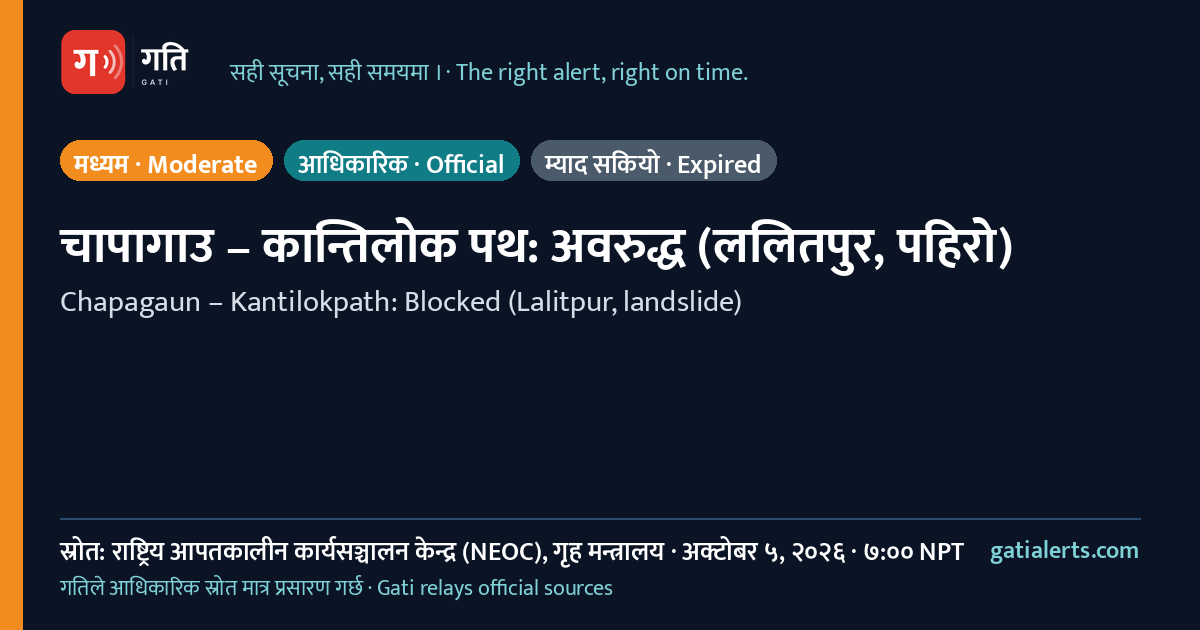 ग गति
GATI
सही सूचना, सही समयमा । · The right alert, right on time.
मध्यम · Moderate आधिकारिक · Official म्याद सकियो · Expired
चापागाउ – कान्तिलोक पथ: अवरुद्ध (ललितपुर, पहिरो)
Chapagaun – Kantilokpath: Blocked (Lalitpur, landslide)
स्रोत: राष्ट्रिय आपतकालीन कार्यसञ्चालन केन्द्र (NEOC), गृह मन्त्रालय · अक्टोबर ५, २०२६ · ७:०० NPT gatialerts.com
गतिले आधिकारिक स्रोत मात्र प्रसारण गर्छ · Gati relays official sources